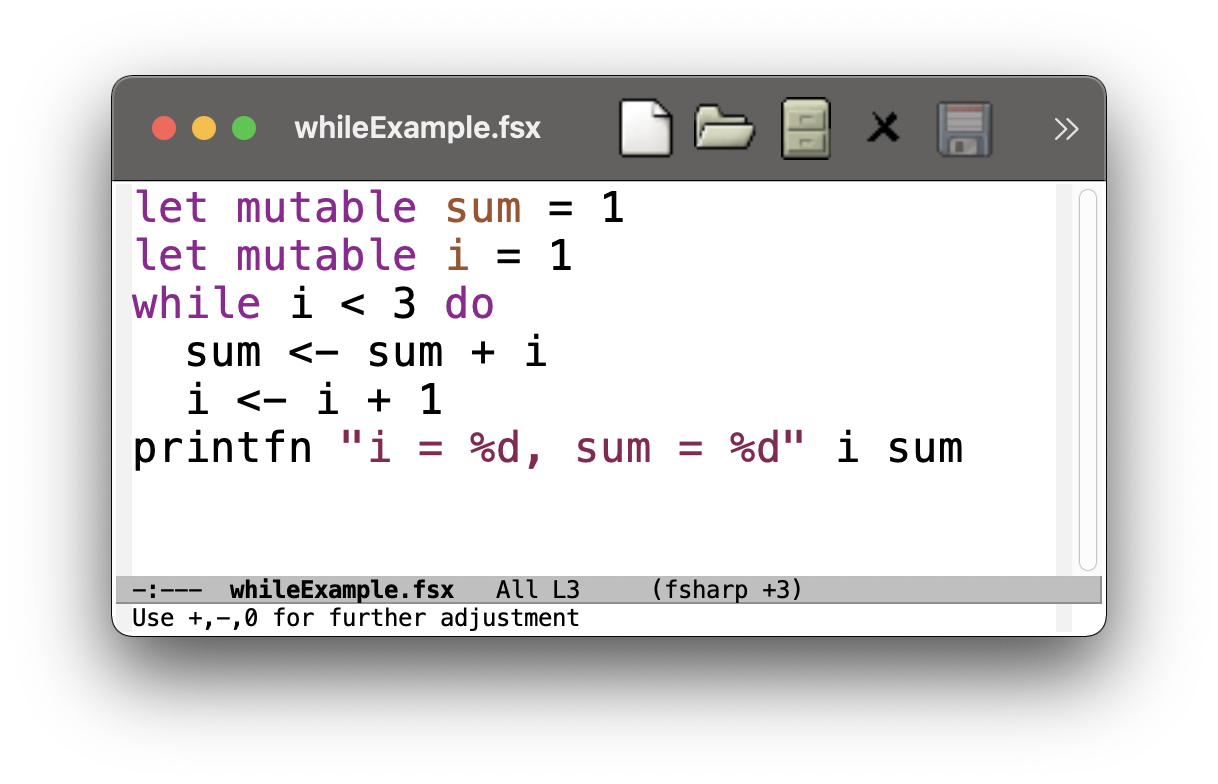 whileExample.fsx
let mutable sum = 1
let mutable i = 1
while i < 3 do
  sum <- sum + i
  i <- i + 1
printfn "i = %d, sum = %d" i sum
-:---  whileExample.fsx   All L3     (fsharp +3)
Use +,-,0 for further adjustment